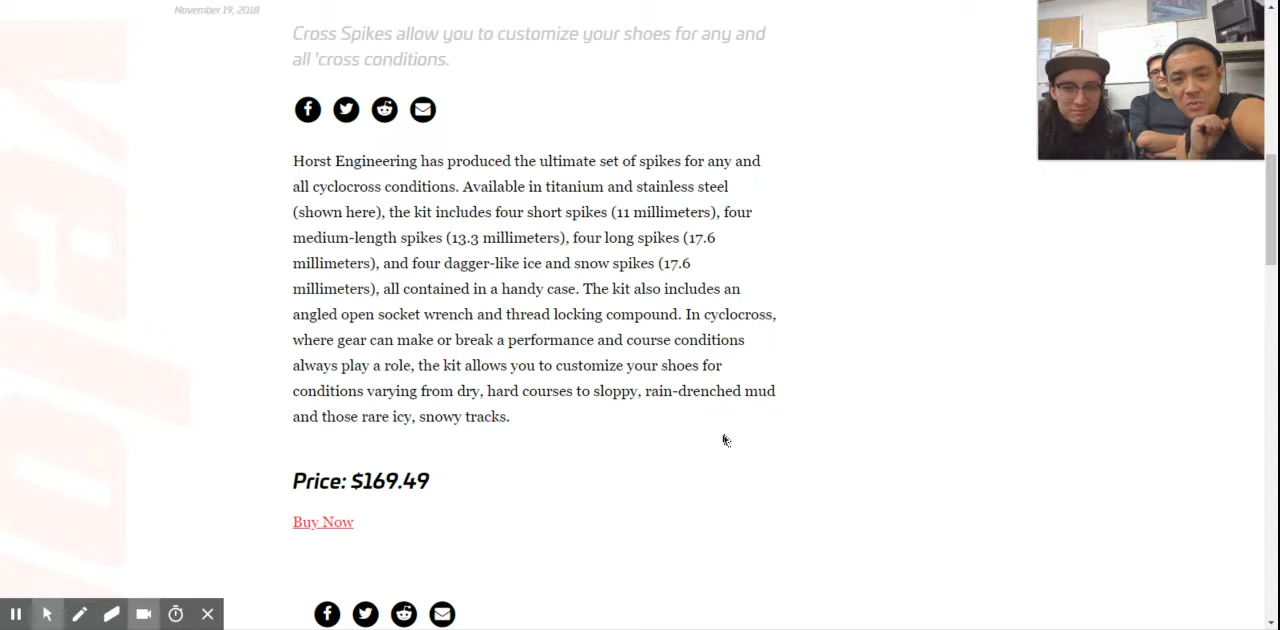 November 19, 2018
Cross Spikes allow you to customize your shoes for any and
all 'cross conditions.
Horst Engineering has produced the ultimate set of spikes for any and
all cyclocross conditions. Available in titanium and stainless steel
(shown here), the kit includes four short spikes (11 millimeters), four
medium-length spikes (13.3 millimeters), four long spikes (17.6
millimeters), and four dagger-like ice and snow spikes (17.6
millimeters), all contained in a handy case. The kit also includes an
angled open socket wrench and thread locking compound. In cyclocross,
where gear can make or break a performance and course conditions
always play a role, the kit allows you to customize your shoes for
conditions varying from dry, hard courses to sloppy, rain-drenched mud
and those rare icy, snowy tracks.
Price: $169.49
Buy Now